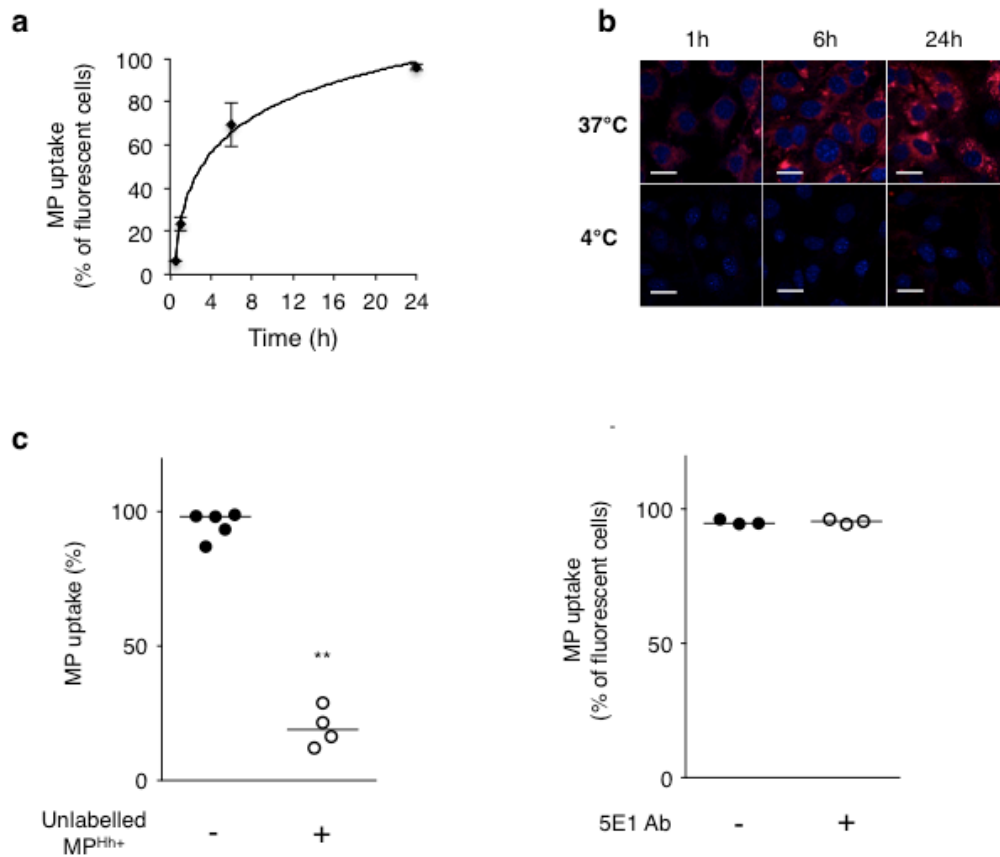 a
MP uptake
(% of fluorescent cells)
100
80
60
40
20
0
0 4 8 12 16 20 24
Time (h)
b
1h 6h 24h
37°C
4°C
c
MP uptake (%)
100
50
0
**
Unlabelled
MPHh+
- +
-
MP uptake
(% of fluorescent cells)
100
50
0
5E1 Ab - +